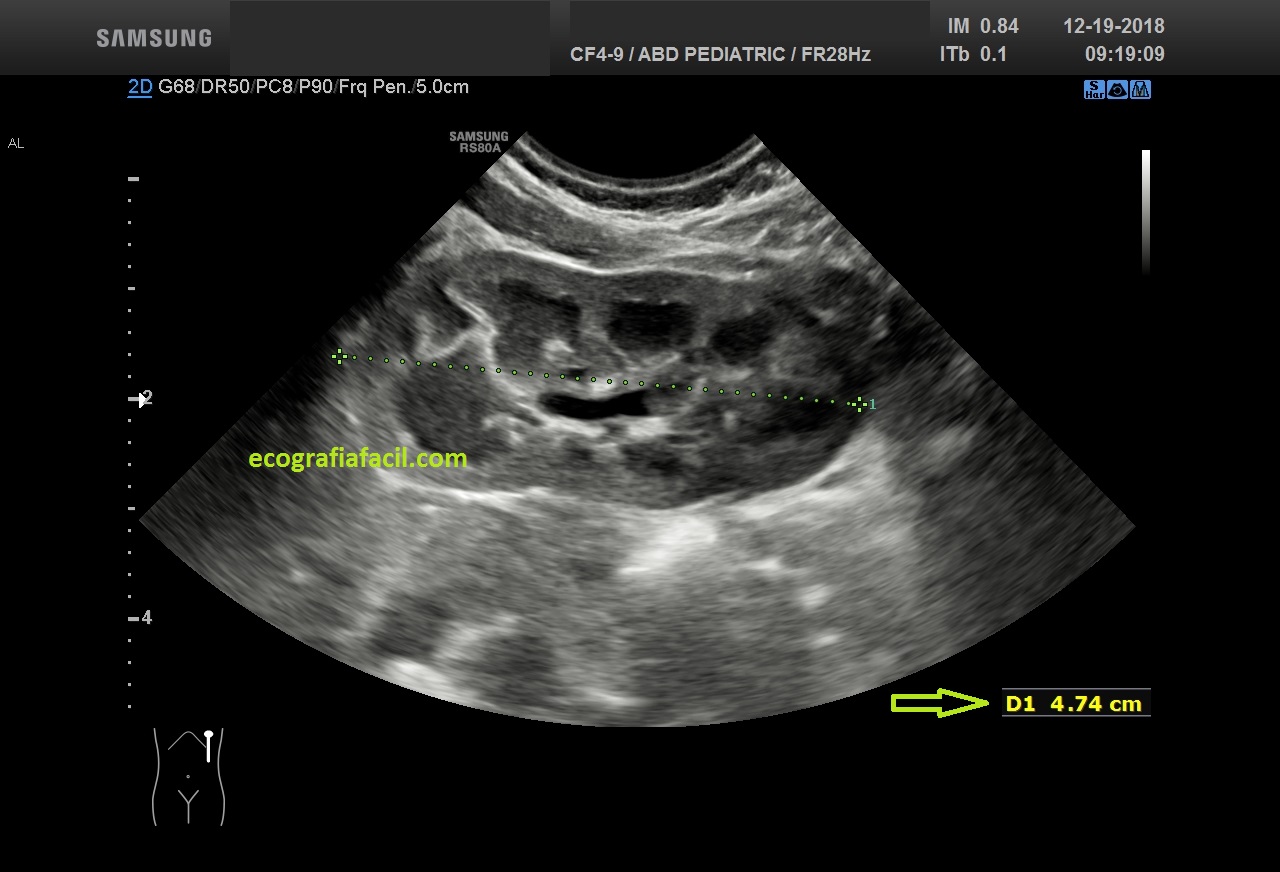 SAMSUNG
CF4-9 / ABD PEDIATRIC / FR28Hz
IM 0.84
ITb 0.1
12-19-2018
09:19:09
2D G68/DR50/PC8/P90/Frq Pen./5.0cm
S
Har
AL
SAMSUNG
RS80A
2
1
ecografiafacil.com
4
D1 4.74 cm